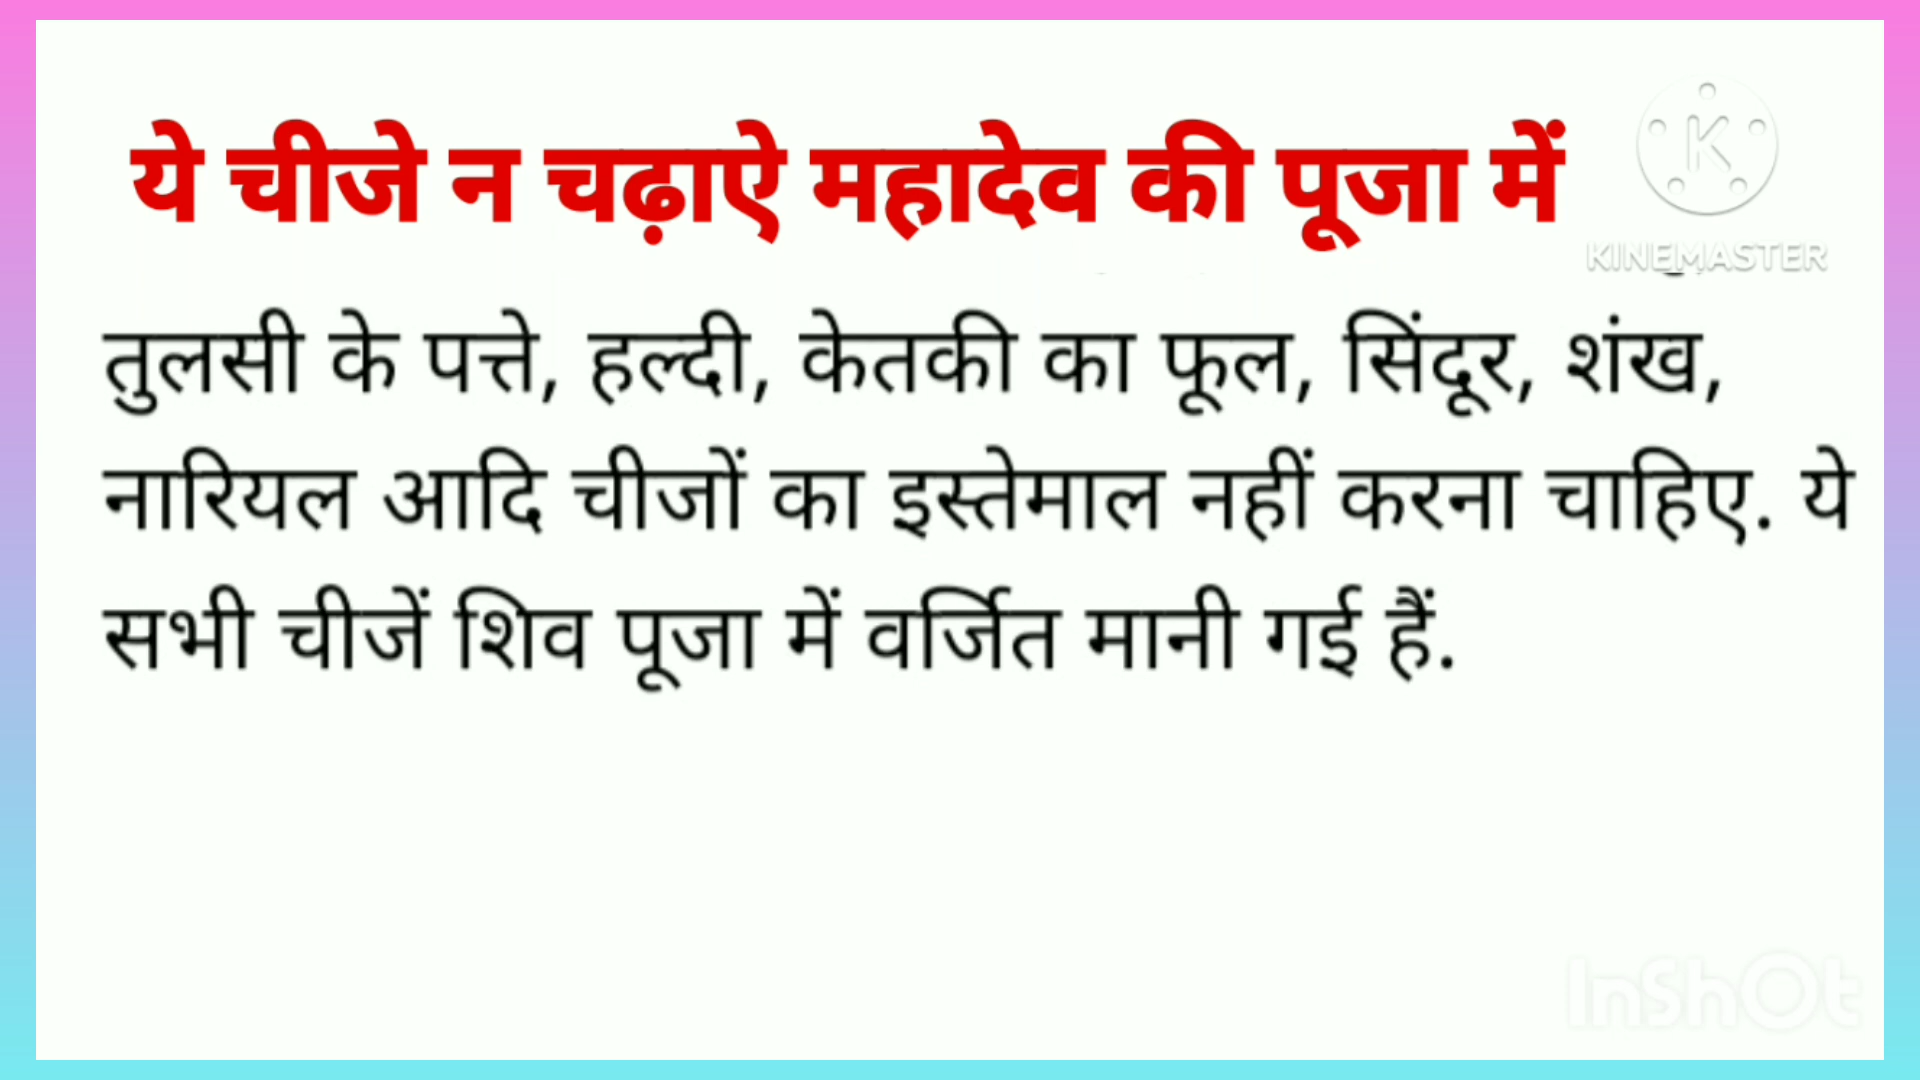 ये चीजे न चढ़ाऐ महादेव की पूजा में
KINEMASTER
तुलसी के पत्ते, हल्दी, केतकी का फूल, सिंदूर, शंख,
नारियल आदि चीजों का इस्तेमाल नहीं करना चाहिए. ये
सभी चीजें शिव पूजा में वर्जित मानी गई हैं.
InShOt